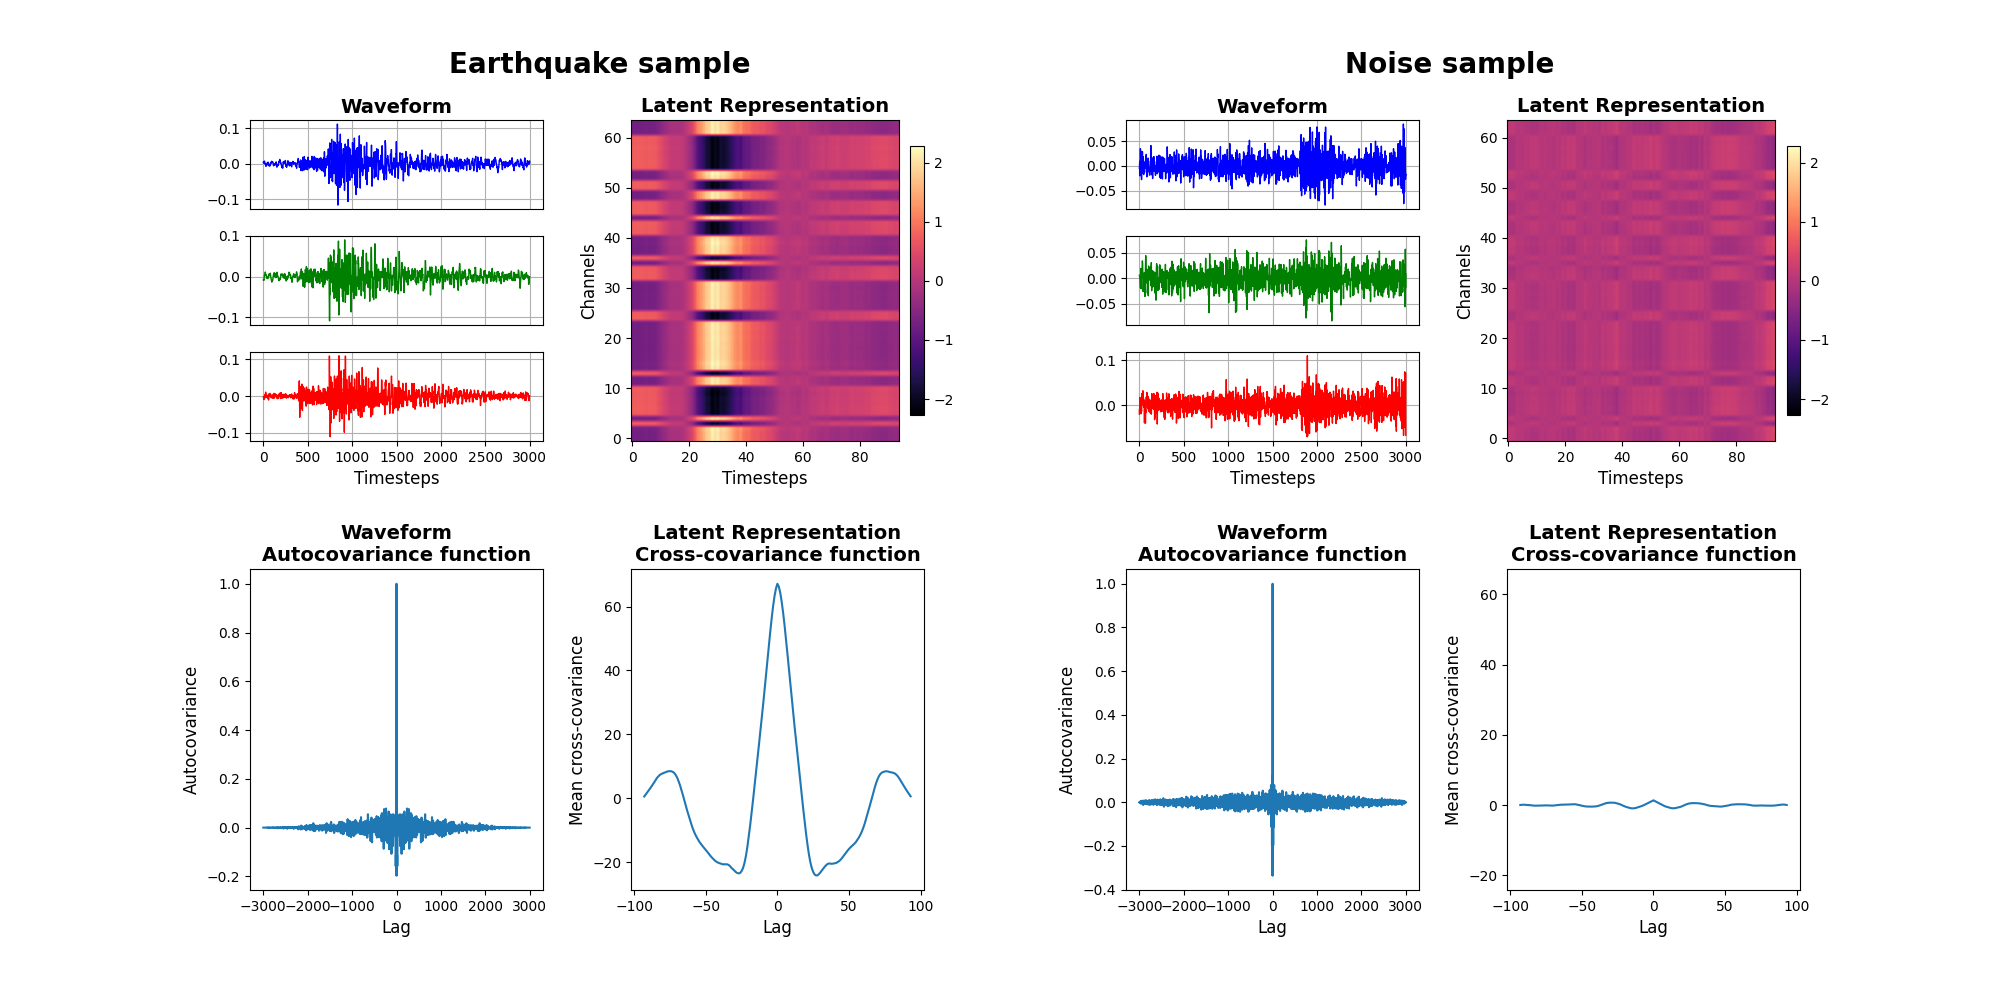 Earthquake sample
Noise sample
Waveform
Latent Representation
Waveform
Latent Representation
0.1
0.0
−0.1
0.1
0.0
−0.1
0.1
0.0
−0.1
0 500 1000 1500 2000 2500 3000
Timesteps
Channels
60
50
40
30
20
10
0
0 20 40 60 80
Timesteps
2
1
0
−1
−2
0.05
0.00
−0.05
0.05
0.00
−0.05
0.1
0.0
0 500 1000 1500 2000 2500 3000
Timesteps
Channels
60
50
40
30
20
10
0
0 20 40 60 80
Timesteps
2
1
0
−1
−2
Waveform
Autocovariance function
Autocovariance
1.0
0.8
0.6
0.4
0.2
0.0
−0.2
−3000 −2000 −1000 0 1000 2000 3000
Lag
Latent Representation
Cross-covariance function
Mean cross-covariance
60
40
20
0
−20
−100 −50 0 50 100
Lag
Waveform
Autocovariance function
Autocovariance
1.0
0.8
0.6
0.4
0.2
0.0
−0.2
−0.4
−3000 −2000 −1000 0 1000 2000 3000
Lag
Latent Representation
Cross-covariance function
Mean cross-covariance
60
40
20
0
−20
−100 −50 0 50 100
Lag